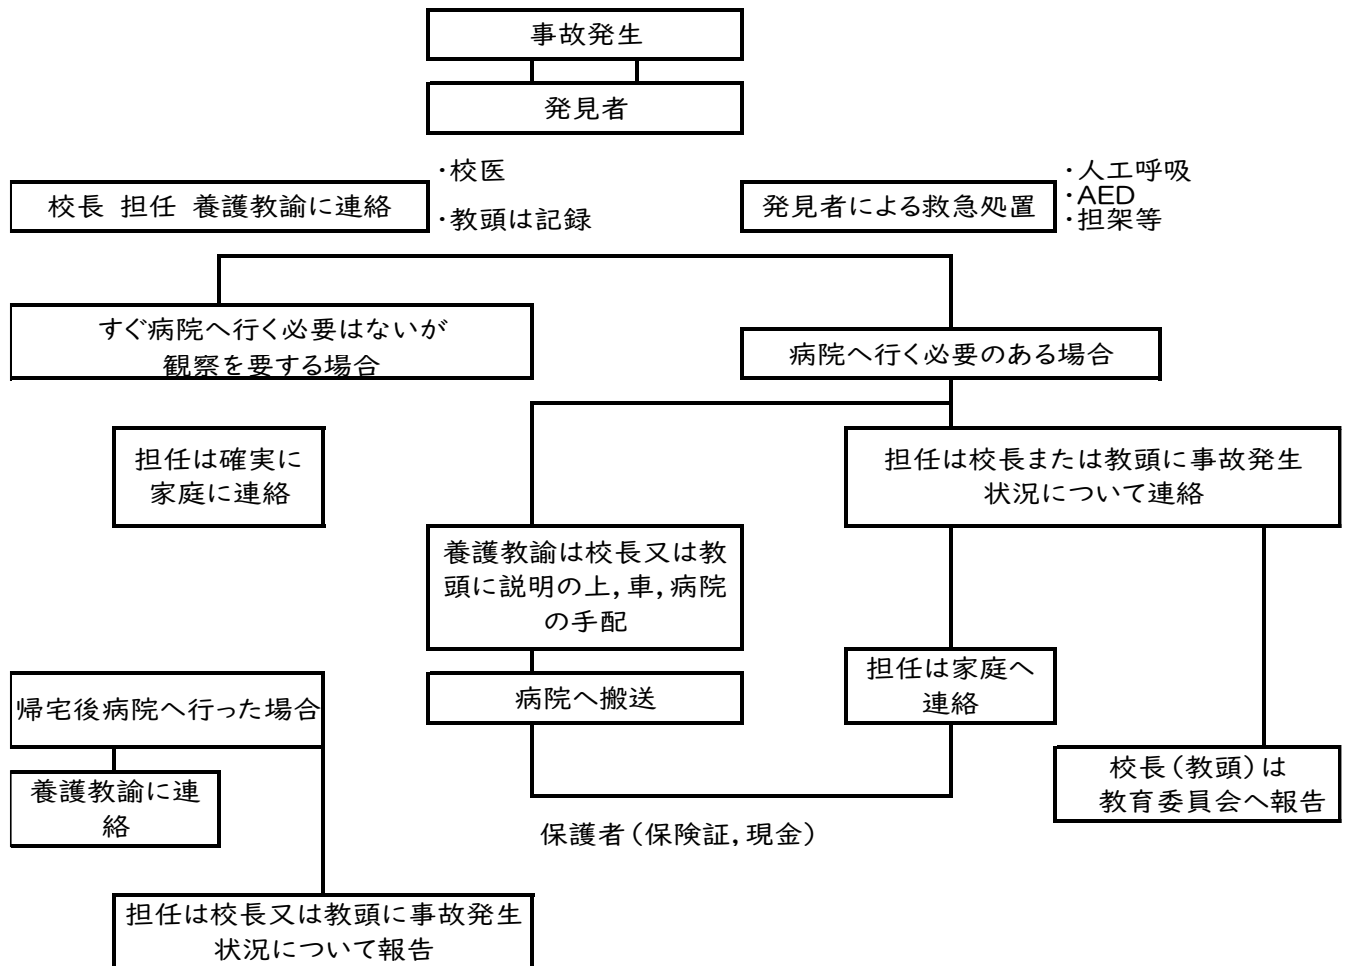 事故発生
発見者
・校医
校長 担任 養護教諭に連絡
・教頭は記録
・人工呼吸
発見者による救急処置
・AED
・担架等
すぐ病院へ行く必要はないが
観察を要する場合
病院へ行く必要のある場合
担任は確実に
家庭に連絡
担任は校長または教頭に事故発生
状況について連絡
養護教諭は校長又は教
頭に説明の上,車,病院
の手配
担任は家庭へ
連絡
帰宅後病院へ行った場合
病院へ搬送
校長(教頭)は
教育委員会へ報告
養護教諭に連
絡
保護者(保険証,現金)
担任は校長又は教頭に事故発生
状況について報告